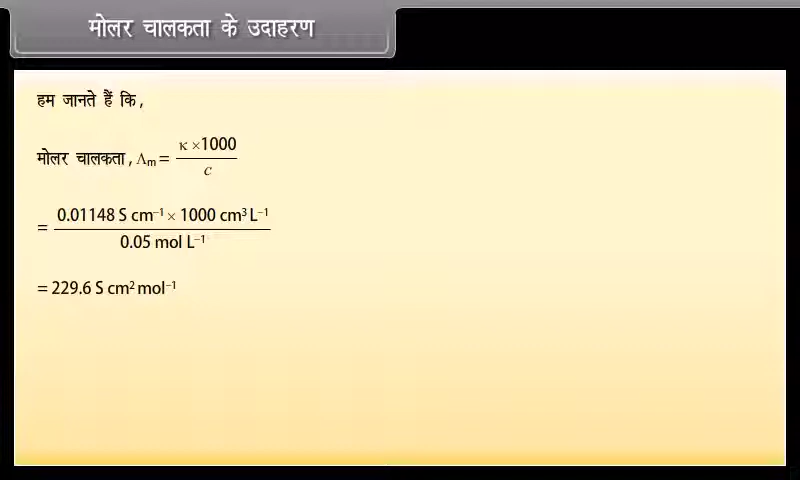 मोलर चालकता के उदाहरण
हम जानते हैं कि,
मोलर चालकता, Λm = κ × 1000 / c
= 0.01148 S cm⁻¹ × 1000 cm³ L⁻¹ / 0.05 mol L⁻¹
= 229.6 S cm² mol⁻¹